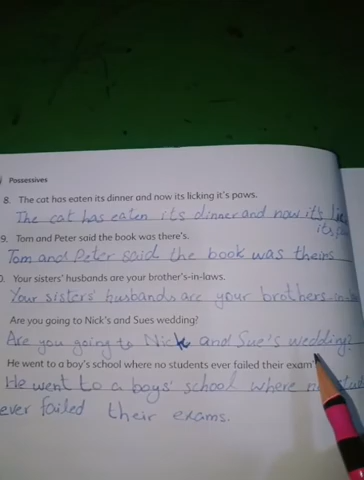 Possessives
8. The cat has eaten its dinner and now its licking it's paws.
The cat has eaten its dinner and now it's
its
9. Tom and Peter said the book was there's.
Tom and Peter said the book was theirs
Your sisters' husbands are your brother's-in-laws.
Your sisters' husbands are your brothers-in-
Are you going to Nick's and Sues wedding?
Are you going to Nick and Sue's wedding?
He went to a boy's school where no students ever failed their exam
He went to a boys' school where no
ever failed their exams.